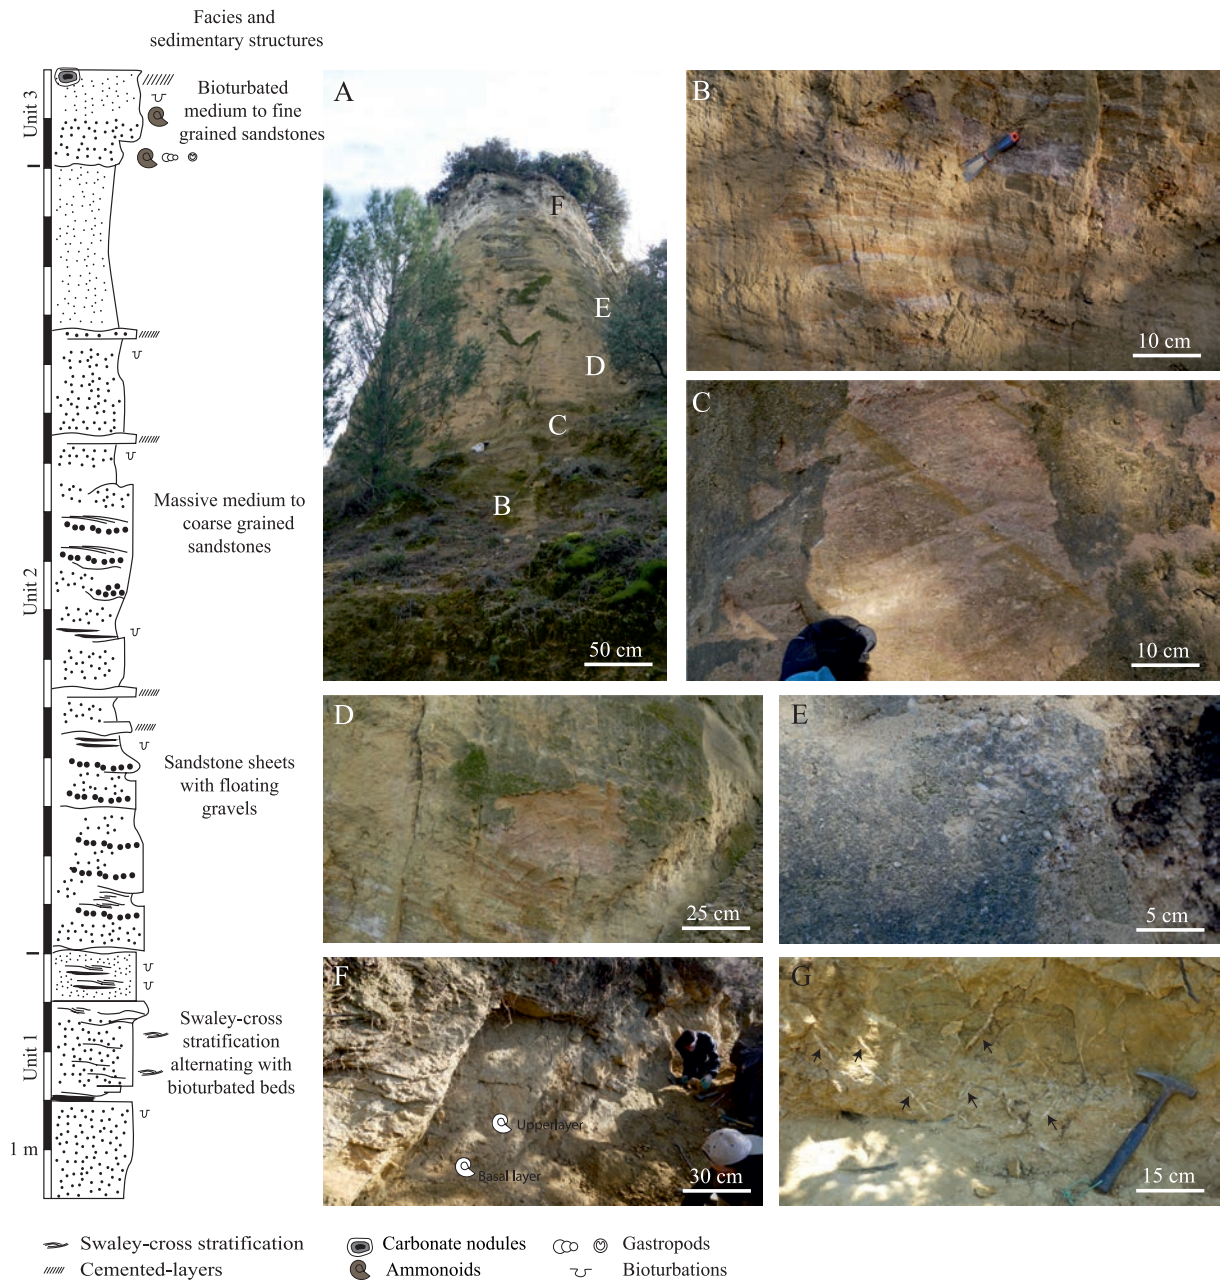 Facies and
sedimentary structures
Unit 3
Bioturbated
medium to fine
grained sandstones
Unit 2
Massive medium to
coarse grained
sandstones
Sandstone sheets
with floating
gravels
Unit 1
Swaley-cross
stratification
alternating with
bioturbated beds
1 m
A
F
E
D
C
B
50 cm
B
10 cm
C
10 cm
D
25 cm
E
5 cm
F
Upperlayer
Basal layer
30 cm
G
15 cm
Swaley-cross stratification
Carbonate nodules
Gastropods
Cemented-layers
Ammonoids
Bioturbations